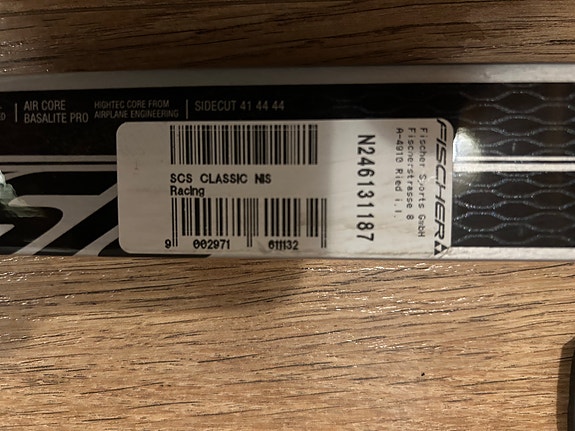 AIR CORE
BASALITE PRO
HIGHTEC CORE FROM
AIRPLANE ENGINEERING
SIDECUT 41 44 44
SCS CLASSIC NIS
Racing
9 002971 611132
N246131187
Fischer Sports GmbH
Fischerstrasse 8
A-4910 Ried i.I.
FISCHER